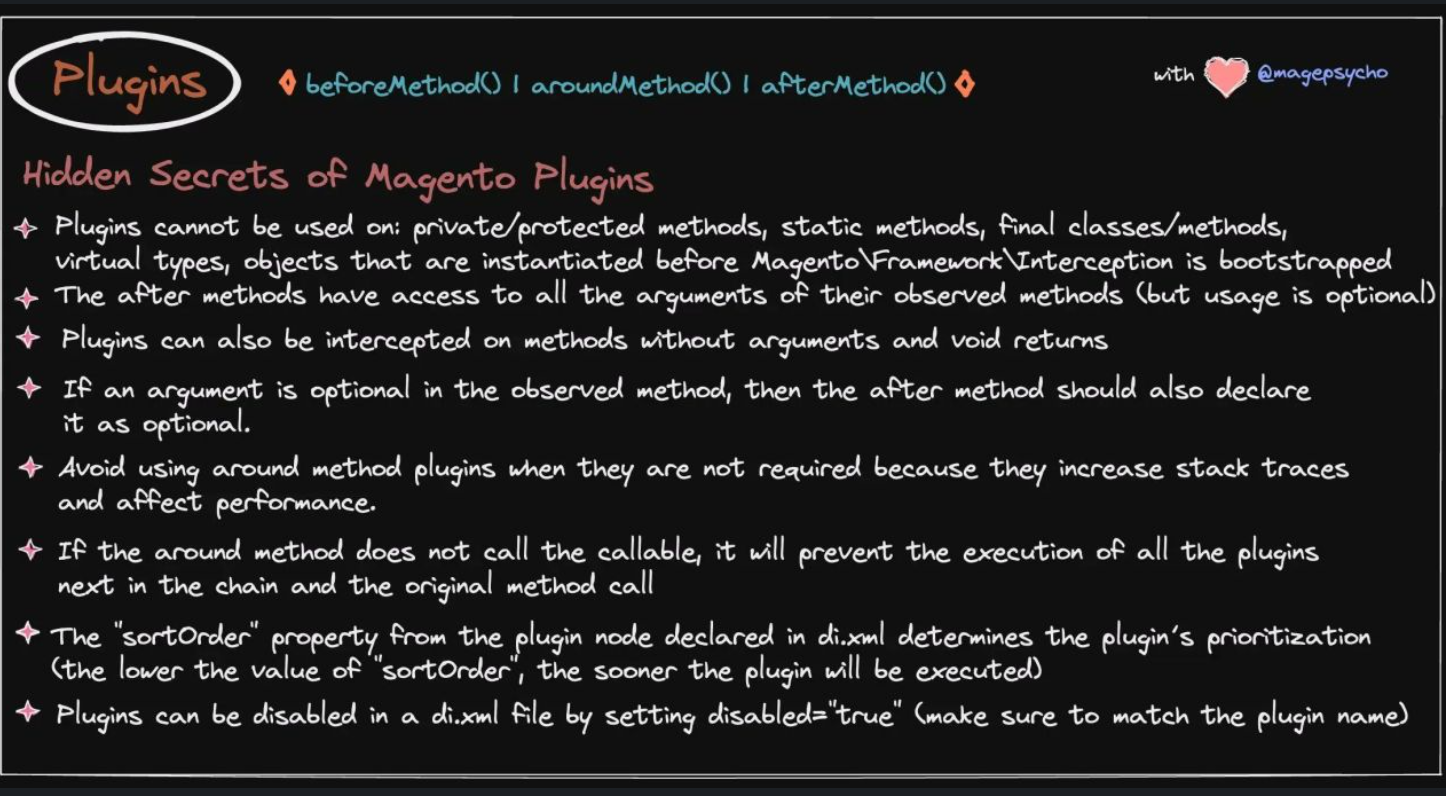 Plugins
beforeMethod() | aroundMethod() | afterMethod()
with @magepsycho
Hidden Secrets of Magento Plugins
Plugins cannot be used on: private/protected methods, static methods, final classes/methods,
virtual types, objects that are instantiated before Magento\Framework\Interception is bootstrapped
The after methods have access to all the arguments of their observed methods (but usage is optional)
Plugins can also be intercepted on methods without arguments and void returns
If an argument is optional in the observed method, then the after method should also declare
it as optional.
Avoid using around method plugins when they are not required because they increase stack traces
and affect performance.
If the around method does not call the callable, it will prevent the execution of all the plugins
next in the chain and the original method call
The "sortOrder" property from the plugin node declared in di.xml determines the plugin's prioritization
(the lower the value of "sortOrder", the sooner the plugin will be executed)
Plugins can be disabled in a di.xml file by setting disabled="true" (make sure to match the plugin name)